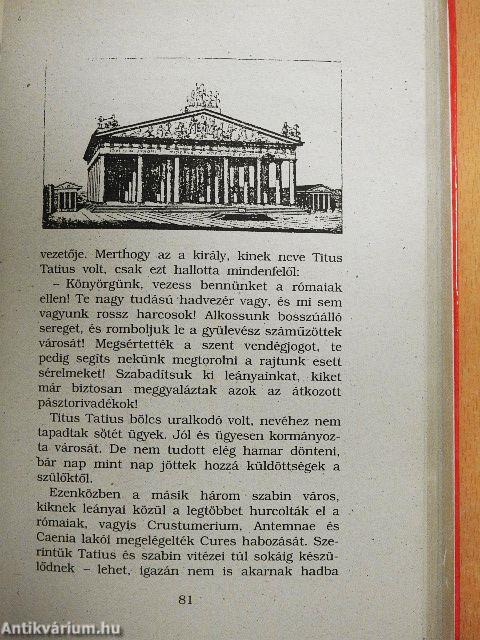 vezetője. Merthogy az a király, kinek neve Titus
Tatius volt, csak ezt hallotta mindenfelől:
– Könyörgünk, vezess bennünket a rómaiak
ellen! Te nagy tudású hadvezér vagy, és mi sem
vagyunk rossz harcosok! Alkossunk bosszúálló
sereget, és romboljuk le a gyülevész száműzöttek
városát! Megsértették a szent vendégjogot, te
pedig segíts nekünk megtorolni a rajtunk esett
sérelmeket! Szabadítsuk ki leányainkat, kiket
már biztosan meggyaláztak azok az átkozott
pásztorivadékok!
Titus Tatius bölcs uralkodó volt, nevéhez nem
tapadtak sötét ügyek. Jól és ügyesen kormányoz-
ta városát. De nem tudott elég hamar dönteni,
bár nap mint nap jöttek hozzá küldöttségek a
szülőktől.
Ezenközben a másik három szabin város,
kiknek leányai közül a legtöbbet hurcolták el a
rómaiak, vagyis Crustumerium, Antemnae és
Caenia lakói megelégelték Cures habozását. Sze-
rintük Tatius és szabin vitézei túl sokáig készü-
lődnek – lehet, igazán nem is akarnak hadba
81
Antikvárium.hu